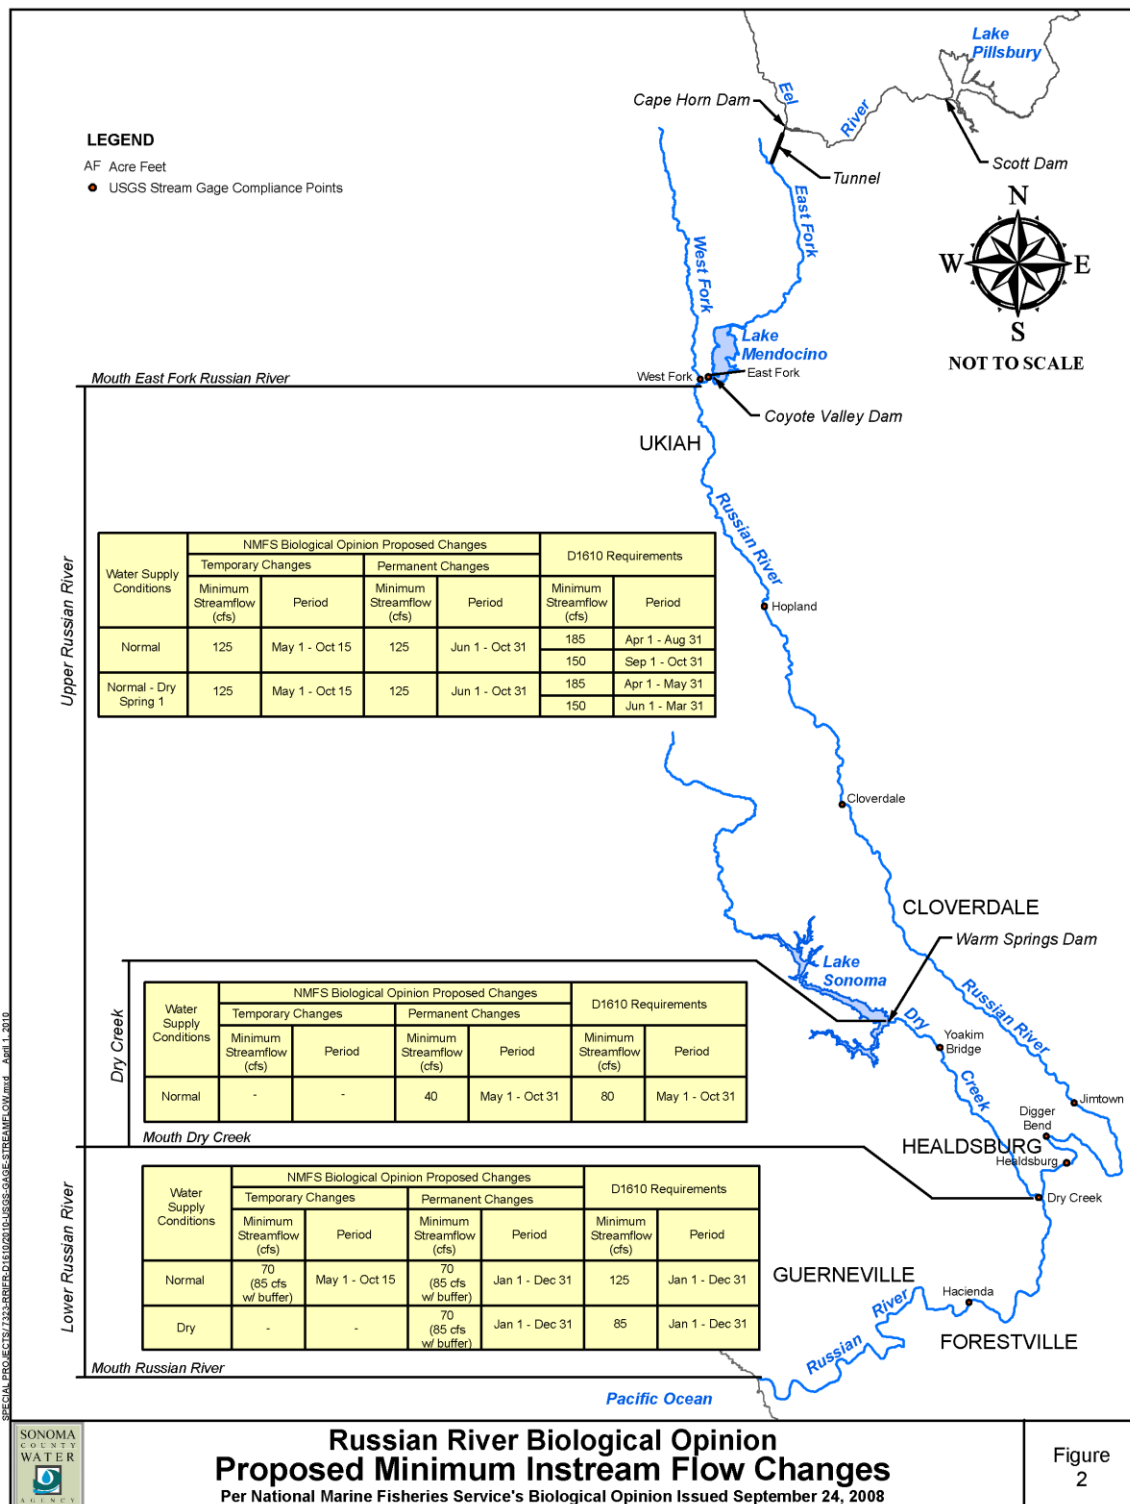 Lake
Pillsbury
Eel
River
Cape Horn Dam
Scott Dam
Tunnel
LEGEND
AF Acre Feet
USGS Stream Gage Compliance Points
East Fork
West Fork
N
W E
S
NOT TO SCALE
Lake
Mendocino
Mouth East Fork Russian River
West Fork
East Fork
Coyote Valley Dam
UKIAH
Russian River
Hopland
Upper Russian River
Water Supply
Conditions
NMFS Biological Opinion Proposed Changes
D1610 Requirements
Temporary Changes Permanent Changes
Minimum
Streamflow
(cfs)
Period
Minimum
Streamflow
(cfs)
Period
Minimum
Streamflow
(cfs)
Period
Normal 125 May 1 - Oct 15 125 Jun 1 - Oct 31
185 Apr 1 - Aug 31
150 Sep 1 - Oct 31
Normal - Dry
Spring 1
125 May 1 - Oct 15 125 Jun 1 - Oct 31
185 Apr 1 - May 31
150 Jun 1 - Mar 31
Cloverdale
CLOVERDALE
Warm Springs Dam
Lake
Sonoma
Russian River
Dry Creek
Yoakim
Bridge
Jimtown
Digger
Bend
HEALDSBURG
Healdsburg
Dry Creek
Dry Creek
Water
Supply
Conditions
NMFS Biological Opinion Proposed Changes
D1610 Requirements
Temporary Changes Permanent Changes
Minimum
Streamflow
(cfs)
Period
Minimum
Streamflow
(cfs)
Period
Minimum
Streamflow
(cfs)
Period
Normal - - 40 May 1 - Oct 31 80 May 1 - Oct 31
Mouth Dry Creek
Lower Russian River
Water
Supply
Conditions
NMFS Biological Opinion Proposed Changes
D1610 Requirements
Temporary Changes Permanent Changes
Minimum
Streamflow
(cfs)
Period
Minimum
Streamflow
(cfs)
Period
Minimum
Streamflow
(cfs)
Period
Normal
70
(85 cfs
w/ buffer)
May 1 - Oct 15
70
(85 cfs
w/ buffer)
Jan 1 - Dec 31 125 Jan 1 - Dec 31
Dry - -
70
(85 cfs
w/ buffer)
Jan 1 - Dec 31 85 Jan 1 - Dec 31
GUERNEVILLE
Hacienda
FORESTVILLE
Russian River
Mouth Russian River
Pacific Ocean
SPECIAL PROJECTS/7323-RRIFR-D1610/2010-USGS-GAGE-STREAMFLOW.mxd April 1, 2010
SONOMA
COUNTY
WATER
AGENCY
Russian River Biological Opinion
Proposed Minimum Instream Flow Changes
Per National Marine Fisheries Service's Biological Opinion Issued September 24, 2008
Figure
2